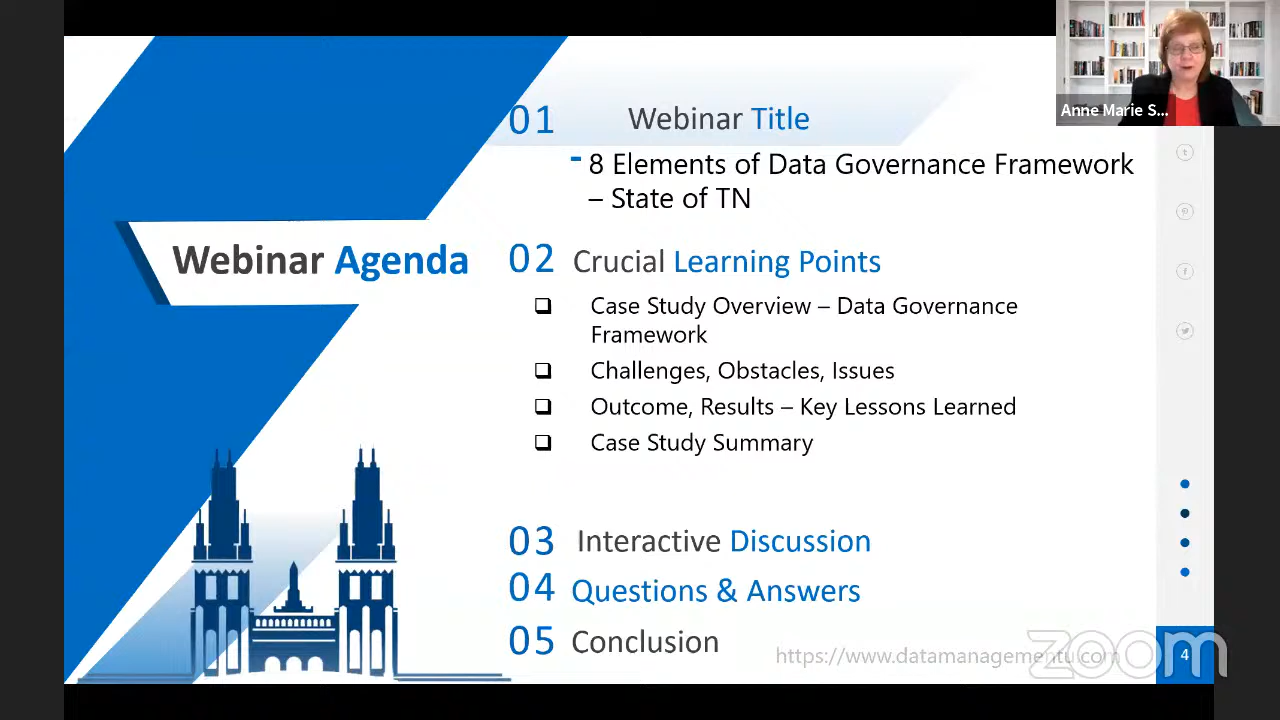 Anne Marie S...
01 Webinar Title
- 8 Elements of Data Governance Framework
– State of TN
Webinar Agenda
02 Crucial Learning Points
❑ Case Study Overview – Data Governance
Framework
❑ Challenges, Obstacles, Issues
❑ Outcome, Results – Key Lessons Learned
❑ Case Study Summary
03 Interactive Discussion
04 Questions & Answers
05 Conclusion
https://www.datamanagementu.com
zoom
4